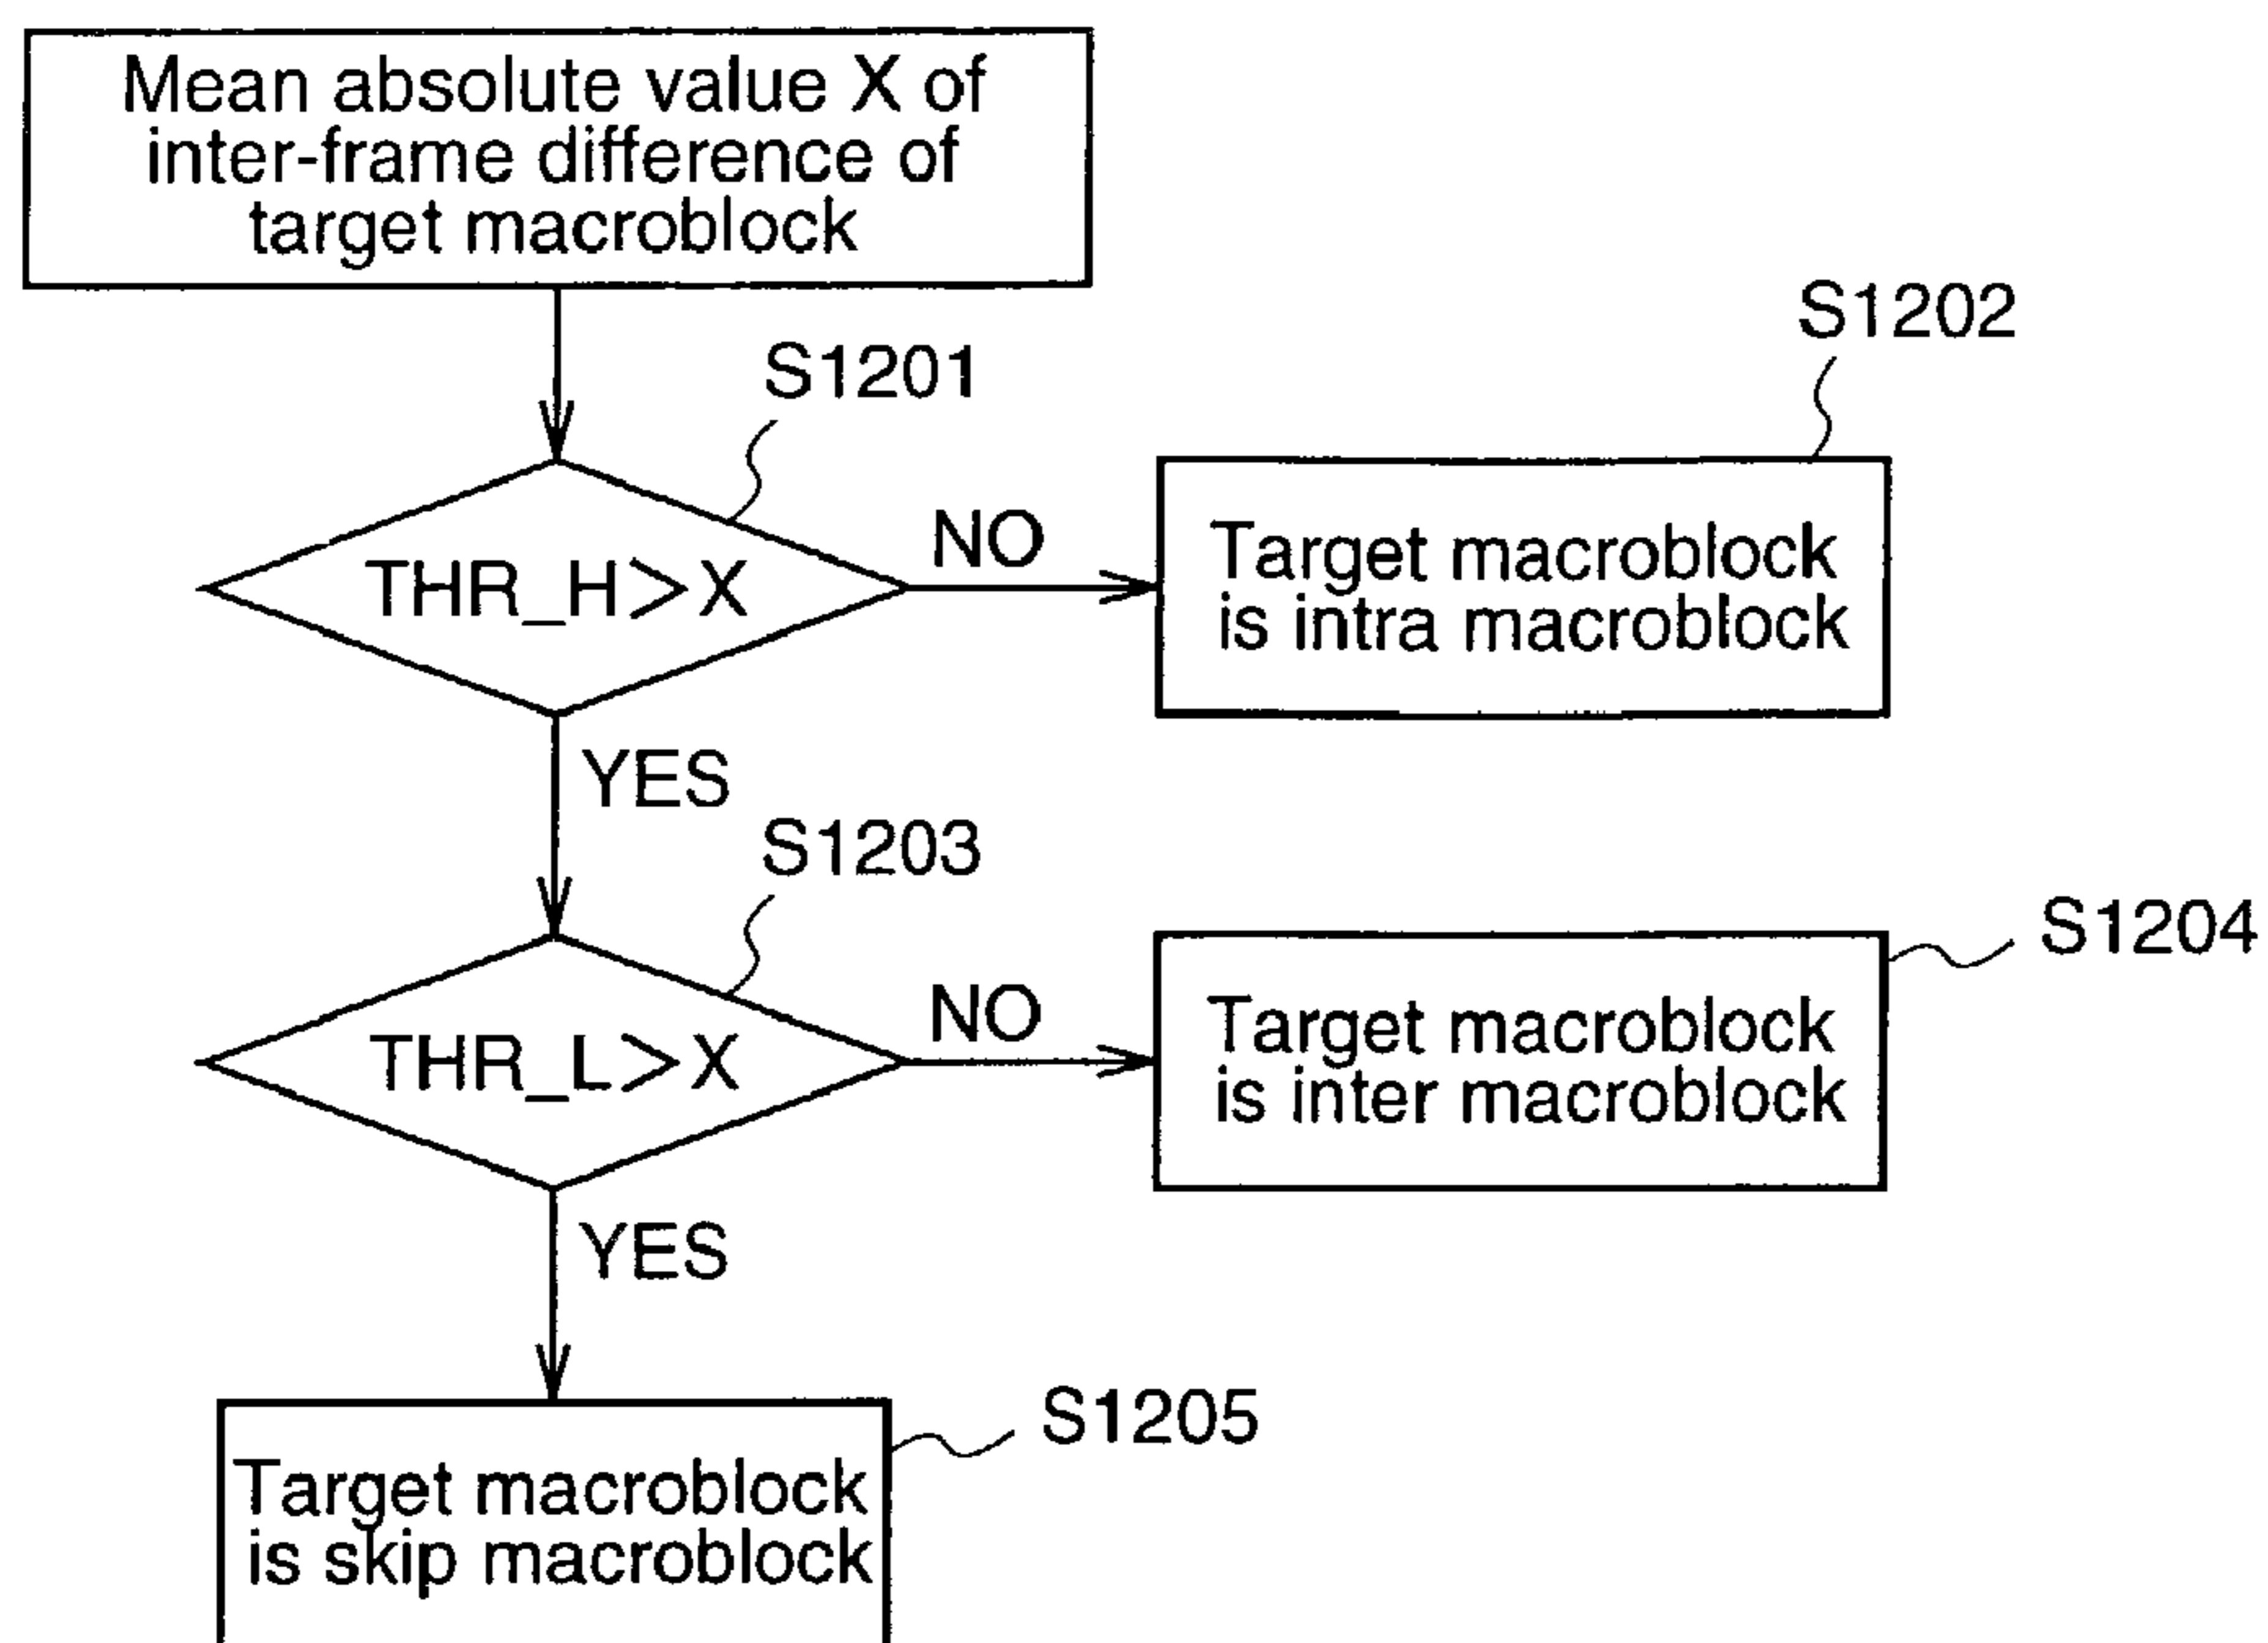 Mean absolute value X of
inter-frame difference of
target macroblock
S1201
S1202
THR_H>X
NO
Target macroblock
is intra macroblock
YES
S1203
S1204
THR_L>X
NO
Target macroblock
is inter macroblock
YES
S1205
Target macroblock
is skip macroblock